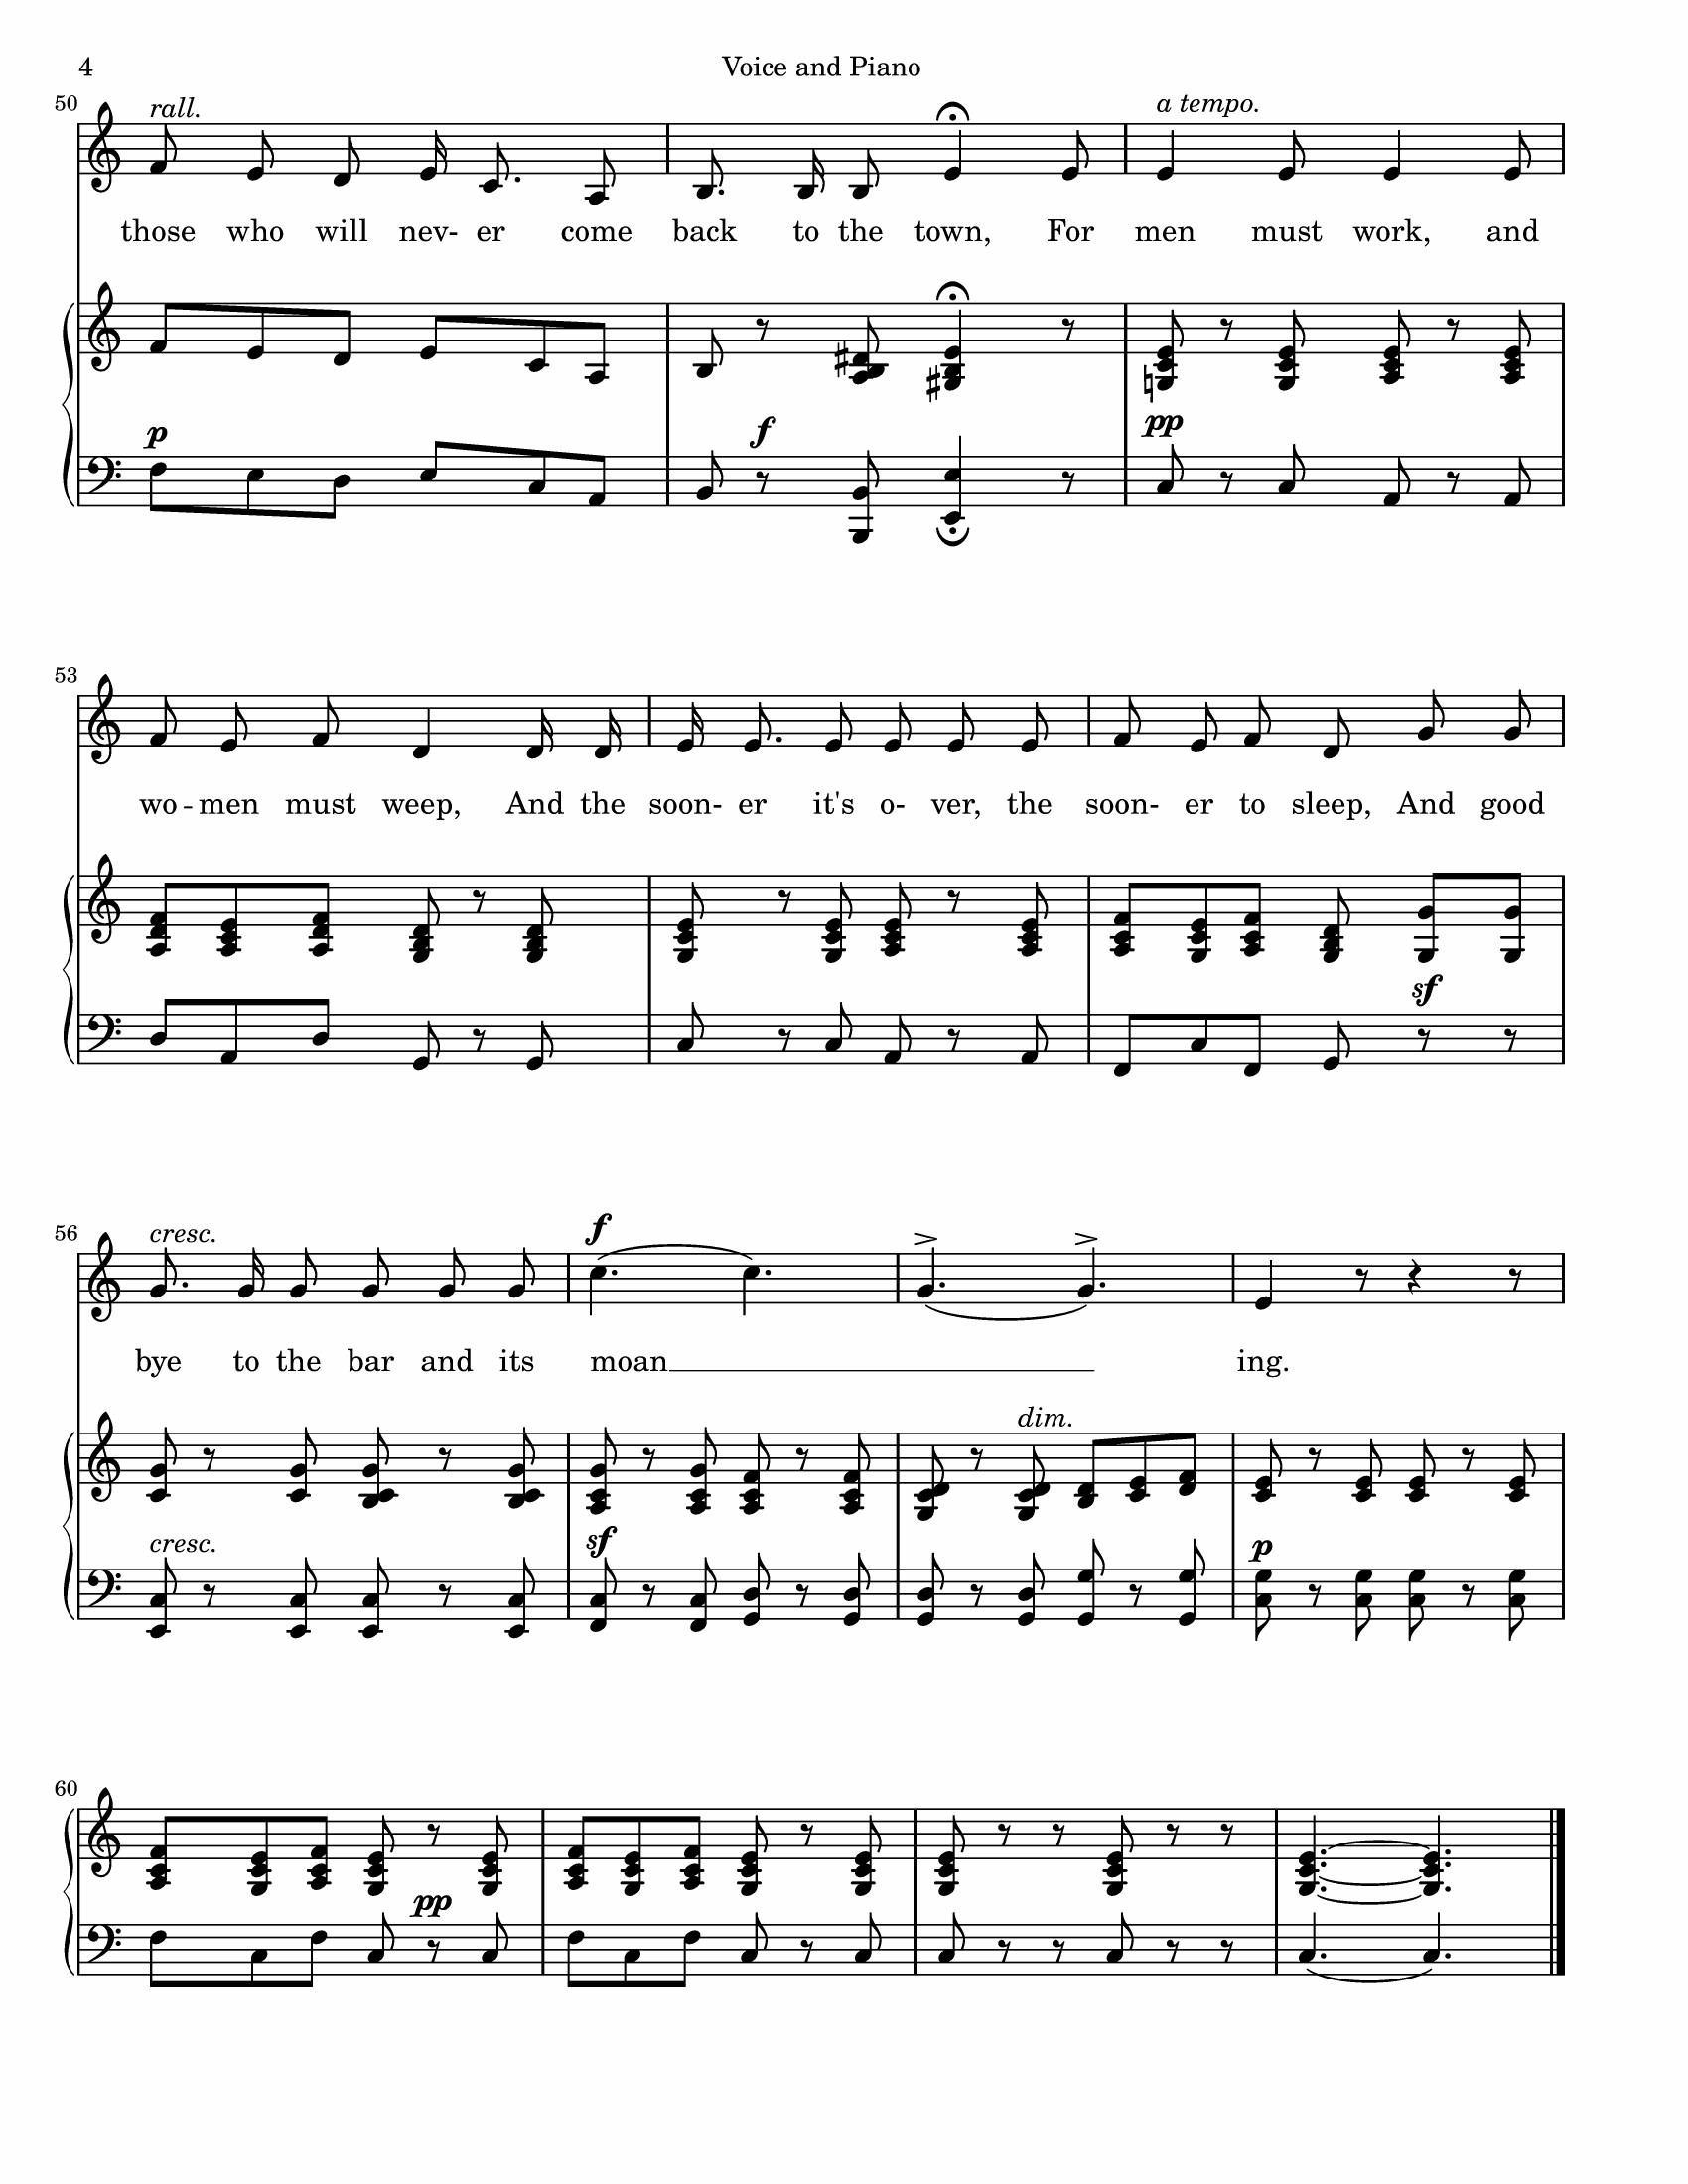 4 Voice and Piano
50 rall. a tempo.
those who will nev- er come back to the town, For men must work, and
p f pp
53
wo -- men must weep, And the soon- er it's o- ver, the soon- er to sleep, And good
sf
56 cresc. f
bye to the bar and its moan ing.
dim.
cresc. sf p
60
pp